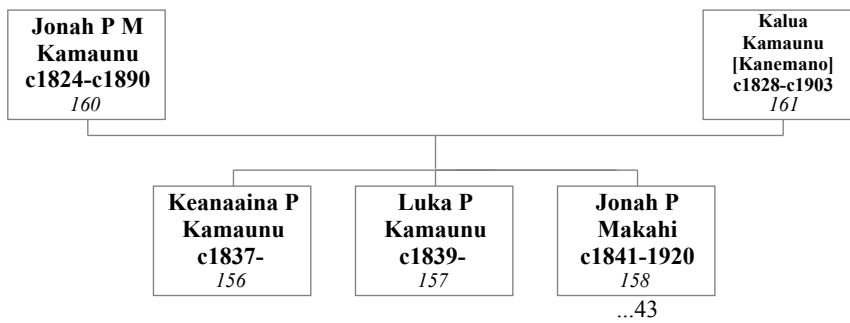 Jonah P M
Kamaunu
c1824-c1890
160
Kalua
Kamaunu
[Kanemano]
c1828-c1903
161
Keanaaina P
Kamaunu
c1837-
156
Luka P
Kamaunu
c1839-
157
Jonah P
Makahi
c1841-1920
158
...43